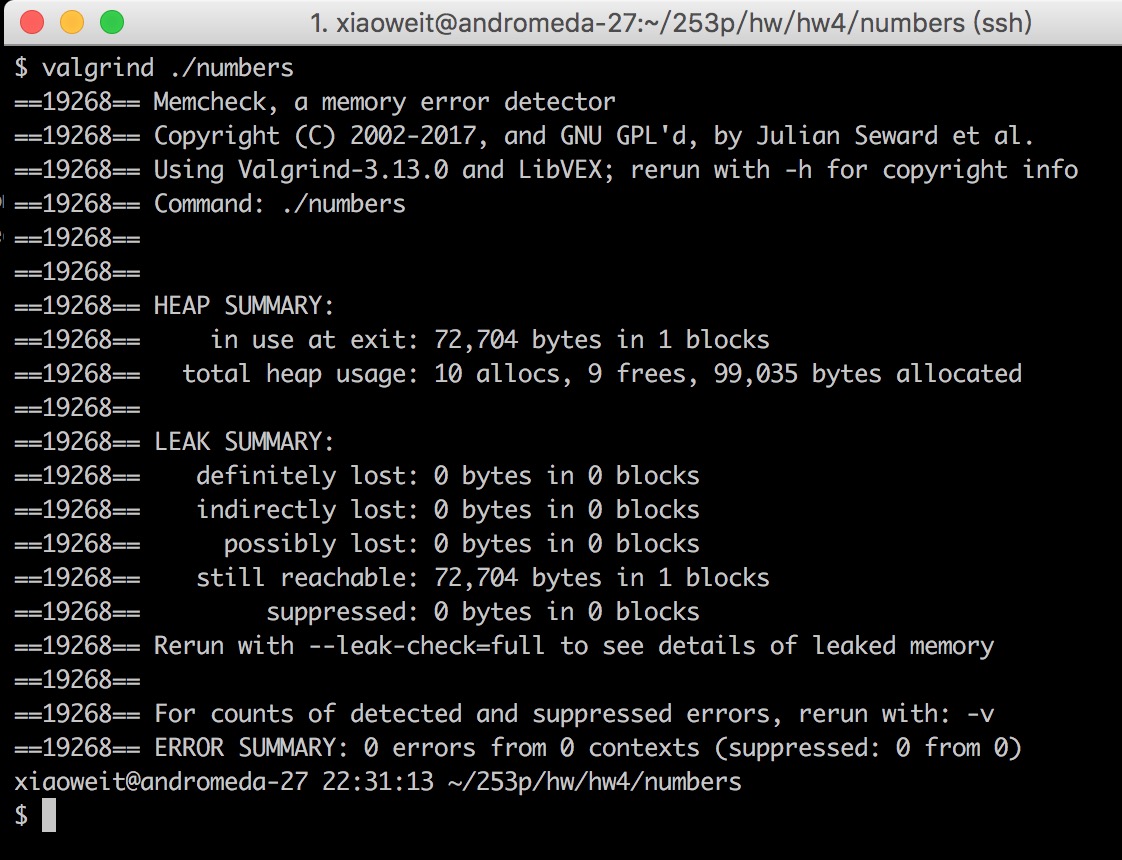 1. xiaoweit@andromeda-27:~/253p/hw/hw4/numbers (ssh)
$ valgrind ./numbers
==19268== Memcheck, a memory error detector
==19268== Copyright (C) 2002-2017, and GNU GPL'd, by Julian Seward et al.
==19268== Using Valgrind-3.13.0 and LibVEX; rerun with -h for copyright info
==19268== Command: ./numbers
==19268==
==19268==
==19268== HEAP SUMMARY:
==19268==     in use at exit: 72,704 bytes in 1 blocks
==19268==   total heap usage: 10 allocs, 9 frees, 99,035 bytes allocated
==19268==
==19268== LEAK SUMMARY:
==19268==    definitely lost: 0 bytes in 0 blocks
==19268==    indirectly lost: 0 bytes in 0 blocks
==19268==      possibly lost: 0 bytes in 0 blocks
==19268==    still reachable: 72,704 bytes in 1 blocks
==19268==         suppressed: 0 bytes in 0 blocks
==19268== Rerun with --leak-check=full to see details of leaked memory
==19268==
==19268== For counts of detected and suppressed errors, rerun with: -v
==19268== ERROR SUMMARY: 0 errors from 0 contexts (suppressed: 0 from 0)
xiaoweit@andromeda-27 22:31:13 ~/253p/hw/hw4/numbers
$